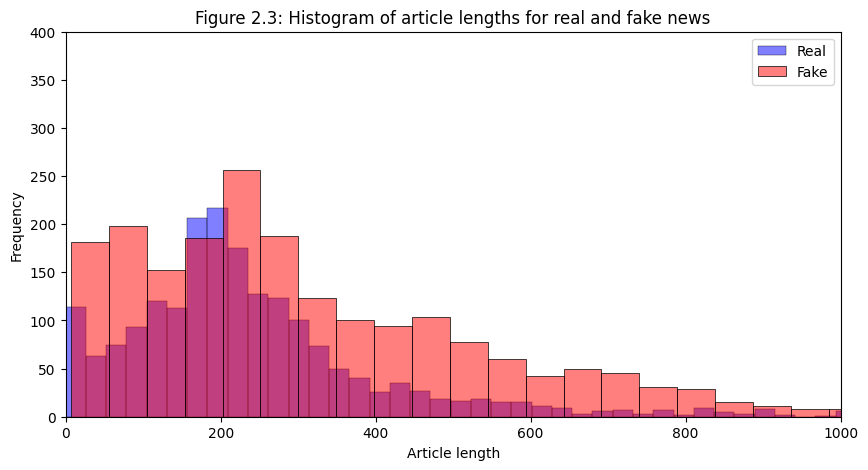 Figure 2.3: Histogram of article lengths for real and fake news
400
350
300
250
200
150
100
50
0
Frequency
Real
Fake
0 200 400 600 800 1000
Article length